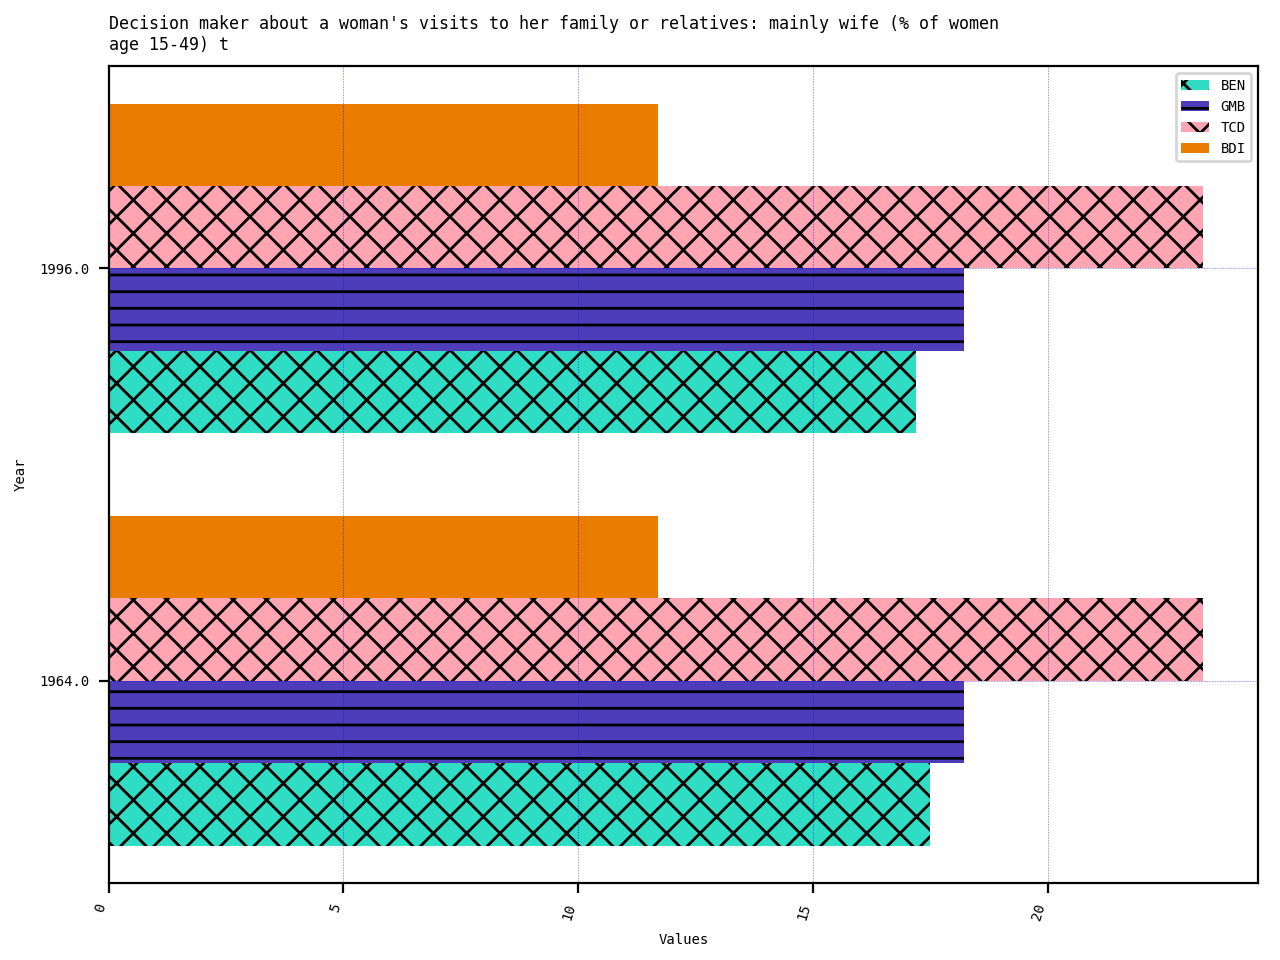 Decision maker about a woman's visits to her family or relatives: mainly wife (% of women
age 15-49) t
BEN
GMB
TCD
BDI
1996.0
1964.0
Year
0
5
10
15
20
Values